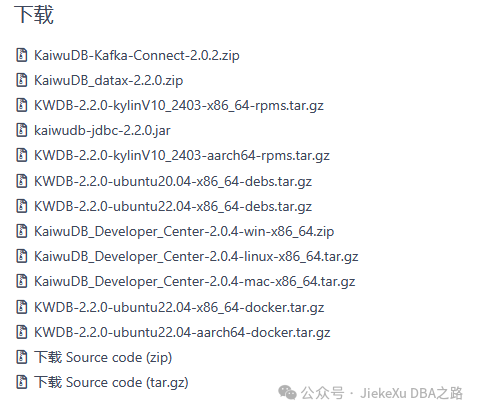 下载
KaiwuDB-Kafka-Connect-2.0.2.zip
KaiwuDB_datax-2.2.0.zip
KWDB-2.2.0-kylinV10_2403-x86_64-rpms.tar.gz
kaiwudb-jdbc-2.2.0.jar
KWDB-2.2.0-kylinV10_2403-aarch64-rpms.tar.gz
KWDB-2.2.0-ubuntu20.04-x86_64-debs.tar.gz
KWDB-2.2.0-ubuntu22.04-x86_64-debs.tar.gz
KaiwuDB_Developer_Center-2.0.4-win-x86_64.zip
KaiwuDB_Developer_Center-2.0.4-linux-x86_64.tar.gz
KaiwuDB_Developer_Center-2.0.4-mac-x86_64.tar.gz
KWDB-2.2.0-ubuntu22.04-x86_64-docker.tar.gz
KWDB-2.2.0-ubuntu22.04-aarch64-docker.tar.gz
下载 Source code (zip)
下载 Source code (tar.gz)
公众号 · JiekeXu DBA之路